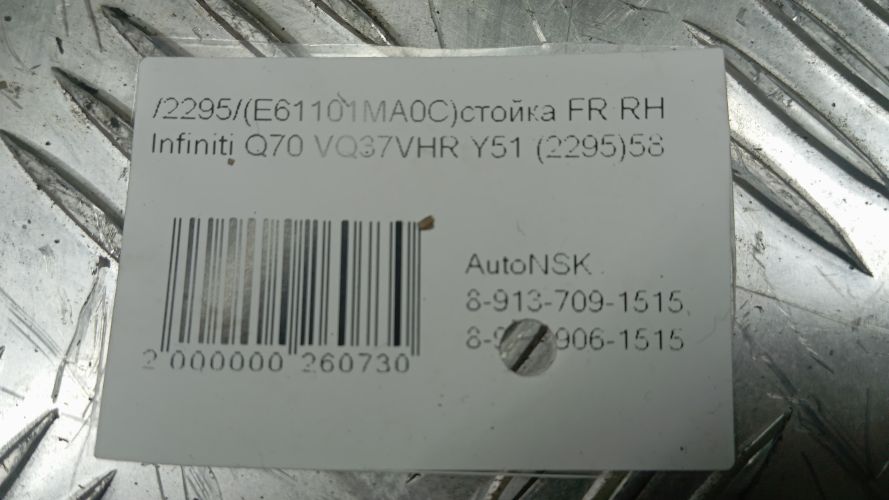 /2295/(E61101MA0C)стойка FR RH
Infiniti Q70 VQ37VHR Y51 (2295)58
AutoNSK
8-913-709-1515,
906-1515
2 000000 260730